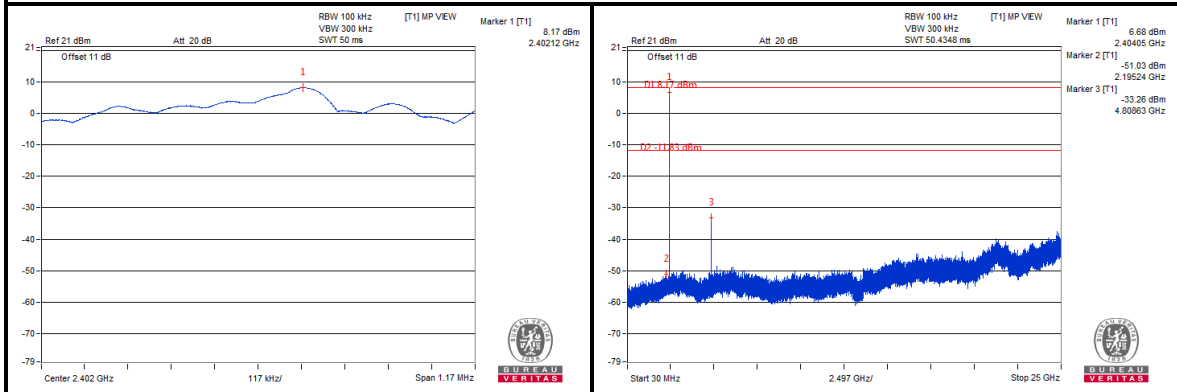 RBW 100 kHz [T1] MP VIEW
VBW 300 kHz
Ref 21 dBm Att 20 dB SWT 50 ms
Marker 1 [T1]
8.17 dBm
2.40212 GHz
21
Offset 11 dB
1
10
0
-10
-20
-30
-40
-50
-60
-70
-79
Center 2.402 GHz 117 kHz/ Span 1.17 MHz
BUREAU VERITAS
1828
BUREAU
VERITAS
RBW 100 kHz [T1] MP VIEW
VBW 300 kHz
Ref 21 dBm Att 20 dB SWT 50.4348 ms
Marker 1 [T1]
6.68 dBm
2.40405 GHz
Marker 2 [T1]
-51.03 dBm
2.19524 GHz
Marker 3 [T1]
-33.26 dBm
4.80863 GHz
21
Offset 11 dB
1
10
D1 8.17 dBm
0
-10
D2 -11.83 dBm
-20
-30
3
-40
2
-50
-60
-70
-79
Start 30 MHz 2.497 GHz/ Stop 25 GHz
BUREAU VERITAS
1828
BUREAU
VERITAS